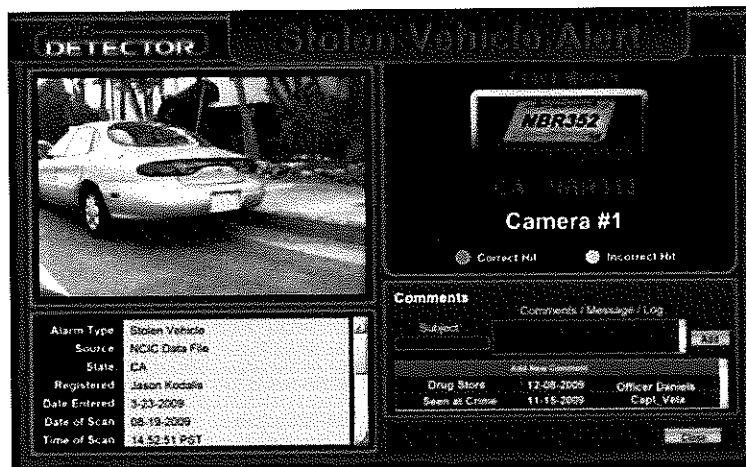 DETECTOR
Stolen Vehicle Alert
NBR352
Camera #1
Correct Hit
Incorrect Hit
Alarm Type Stolen Vehicle
Source NCIC Data File
State CA
Registered Jason Kodalis
Date Entered 3-23-2009
Date of Scan 08-19-2009
Time of Scan 14:52:51 PST
Comments
Comments / Message / Log
Subject
Add
Add New Comment
Drug Store 12-08-2009 Officer Daniels
Seen at Crime 11-15-2009 Capt. Velz